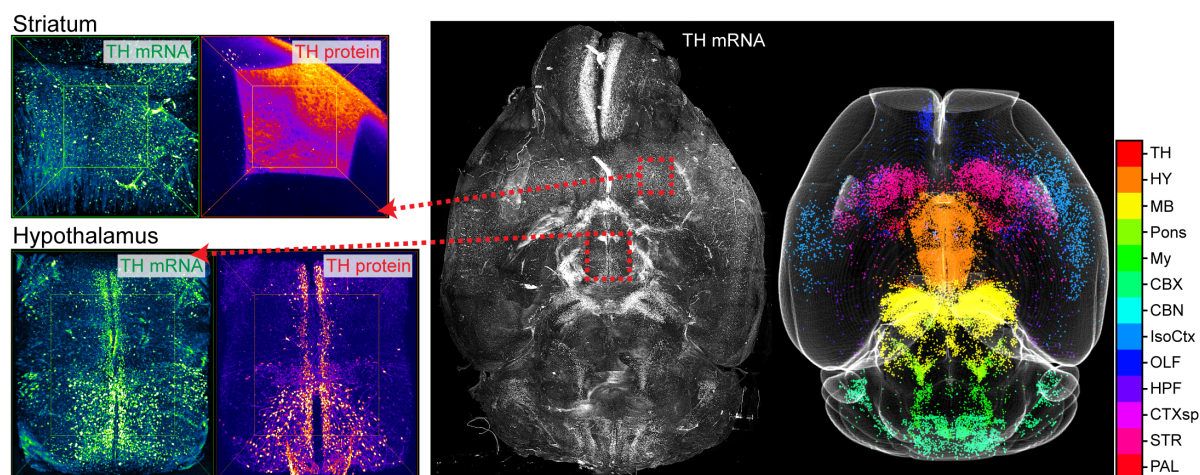 Striatum
TH mRNA
TH protein
Hypothalamus
TH mRNA
TH protein
TH mRNA
TH
HY
MB
Pons
My
CBX
CBN
IsoCtx
OLF
HPF
CTXsp
STR
PAL